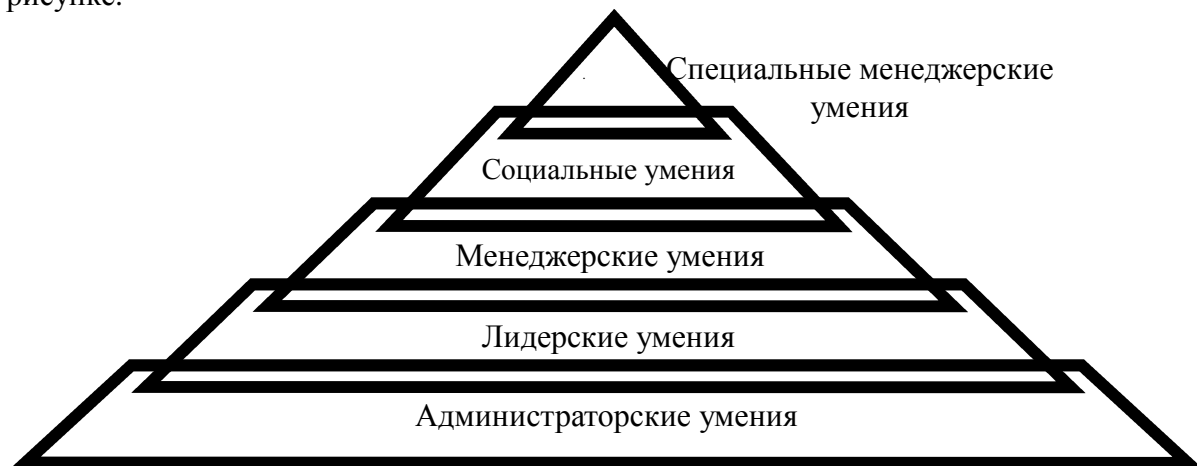 рисунке.
Специальные менеджерские
умения
Социальные умения
Менеджерские умения
Лидерские умения
Администраторские умения